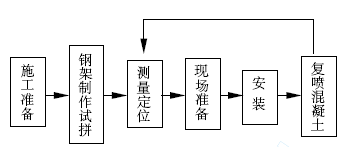 施工准备
钢架制作试拼
测量定位
现场准备
安装
复喷混凝土